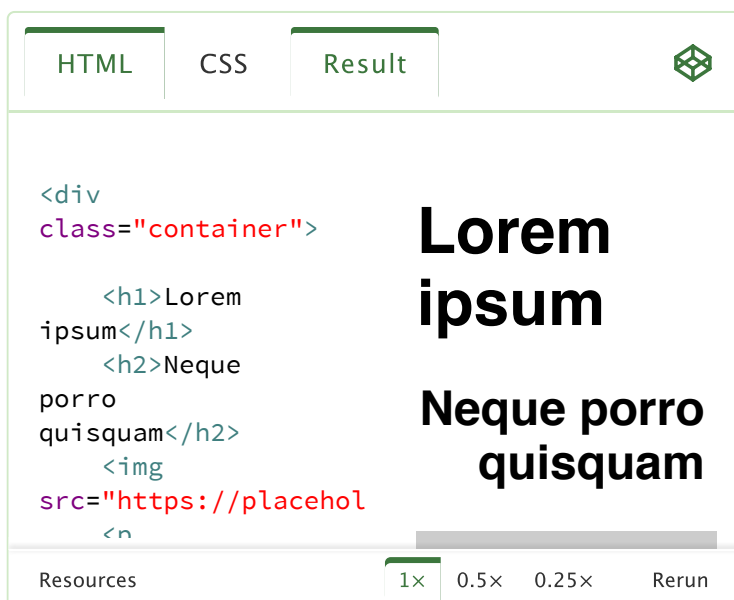 HTML CSS Result
<div
class="container">
<h1>Lorem
ipsum</h1>
<h2>Neque
porro
quisquam</h2>
<img
src="https://placehol
<p
Lorem
ipsum
Neque porro
quisquam
Resources 1× 0.5× 0.25× Rerun